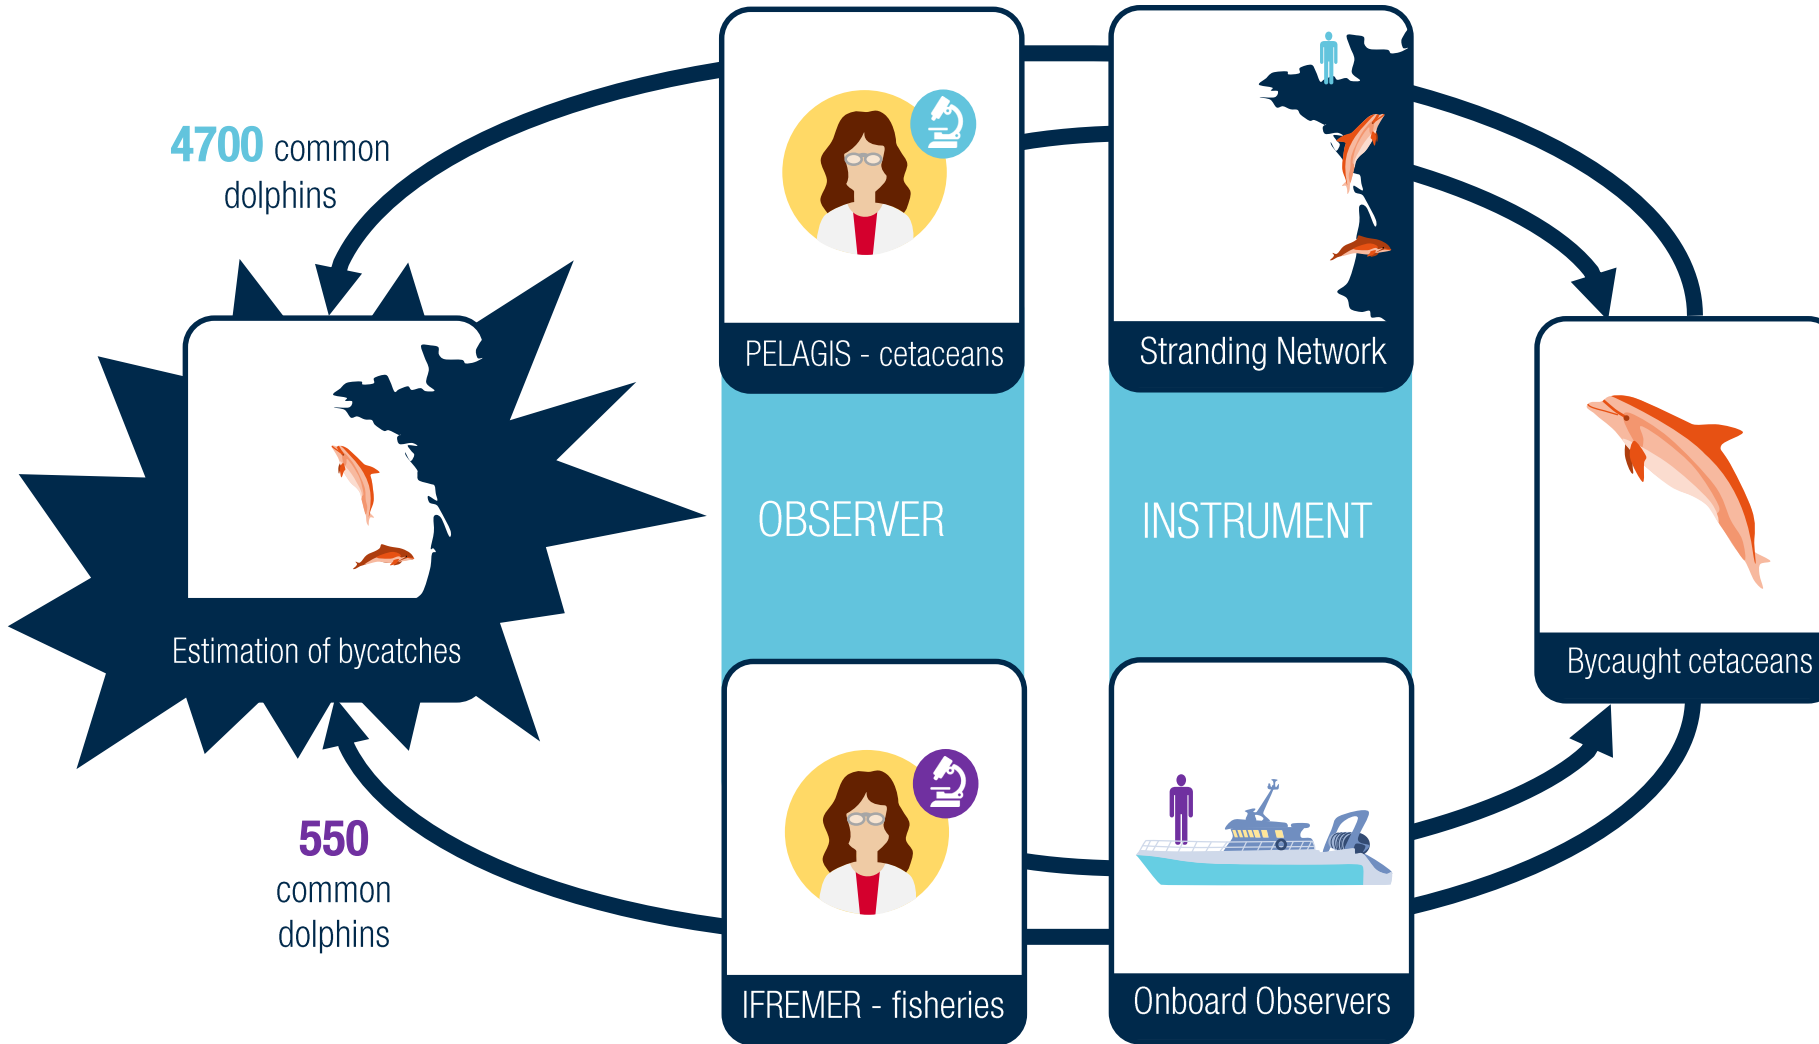 4700 common
dolphins
PELAGIS - cetaceans
Stranding Network
OBSERVER
INSTRUMENT
Estimation of bycatches
Bycaught cetaceans
550
common
dolphins
IFREMER - fisheries
Onboard Observers